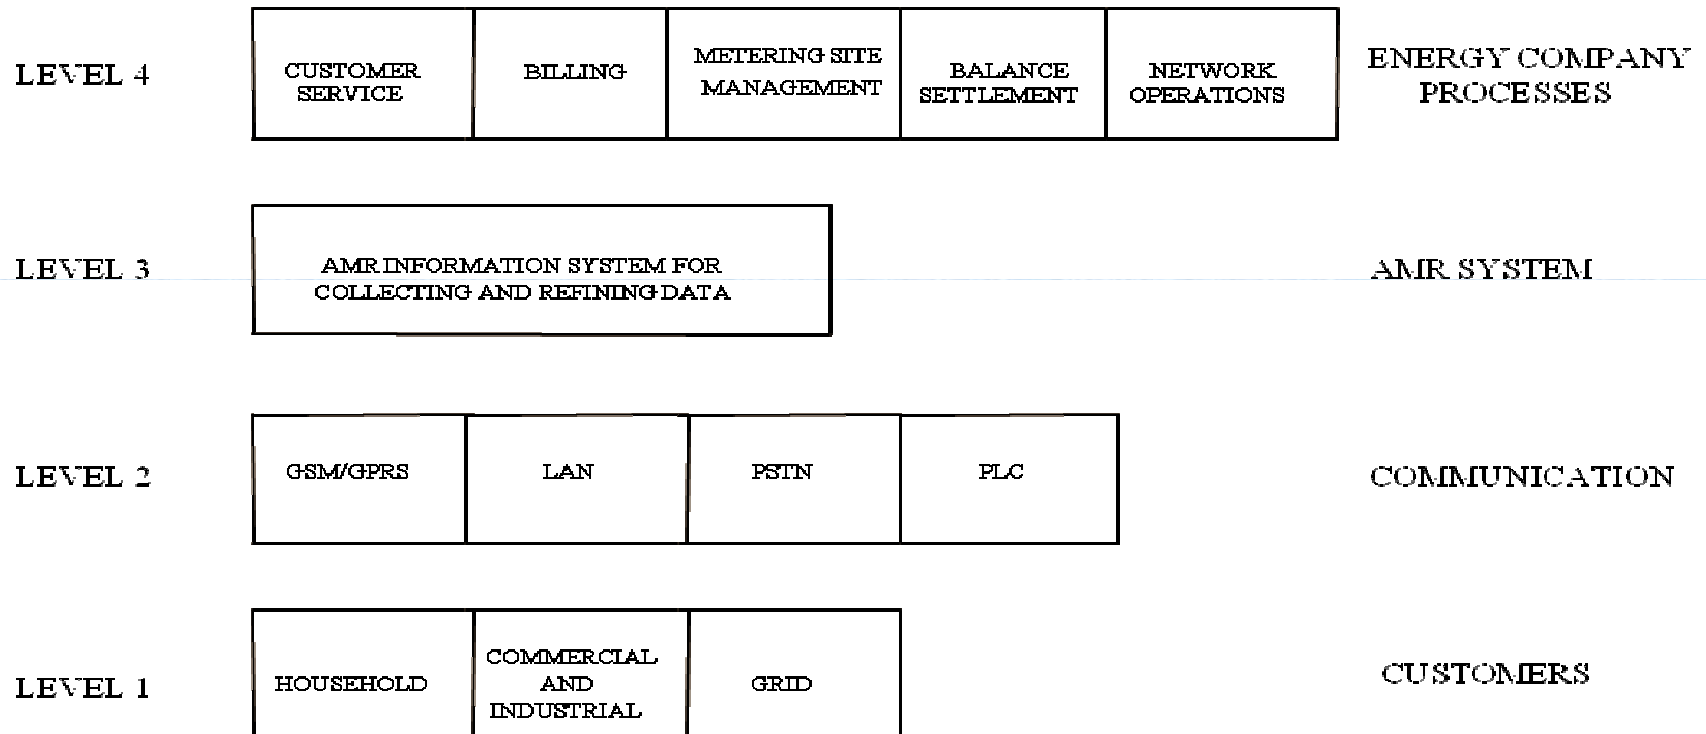 LEVEL 4
CUSTOMER
SERVICE
BILLING
METERING SITE
MANAGEMENT
BALANCE
SETTLEMENT
NETWORK
OPERATIONS
ENERGY COMPANY
PROCESSES
LEVEL 3
AMR INFORMATION SYSTEM FOR
COLLECTING AND REFINING DATA
AMR SYSTEM
LEVEL 2
GSM/GPRS
LAN
PSTN
PLC
COMMUNICATION
LEVEL 1
HOUSEHOLD
COMMERCIAL
AND
INDUSTRIAL
GRID
CUSTOMERS